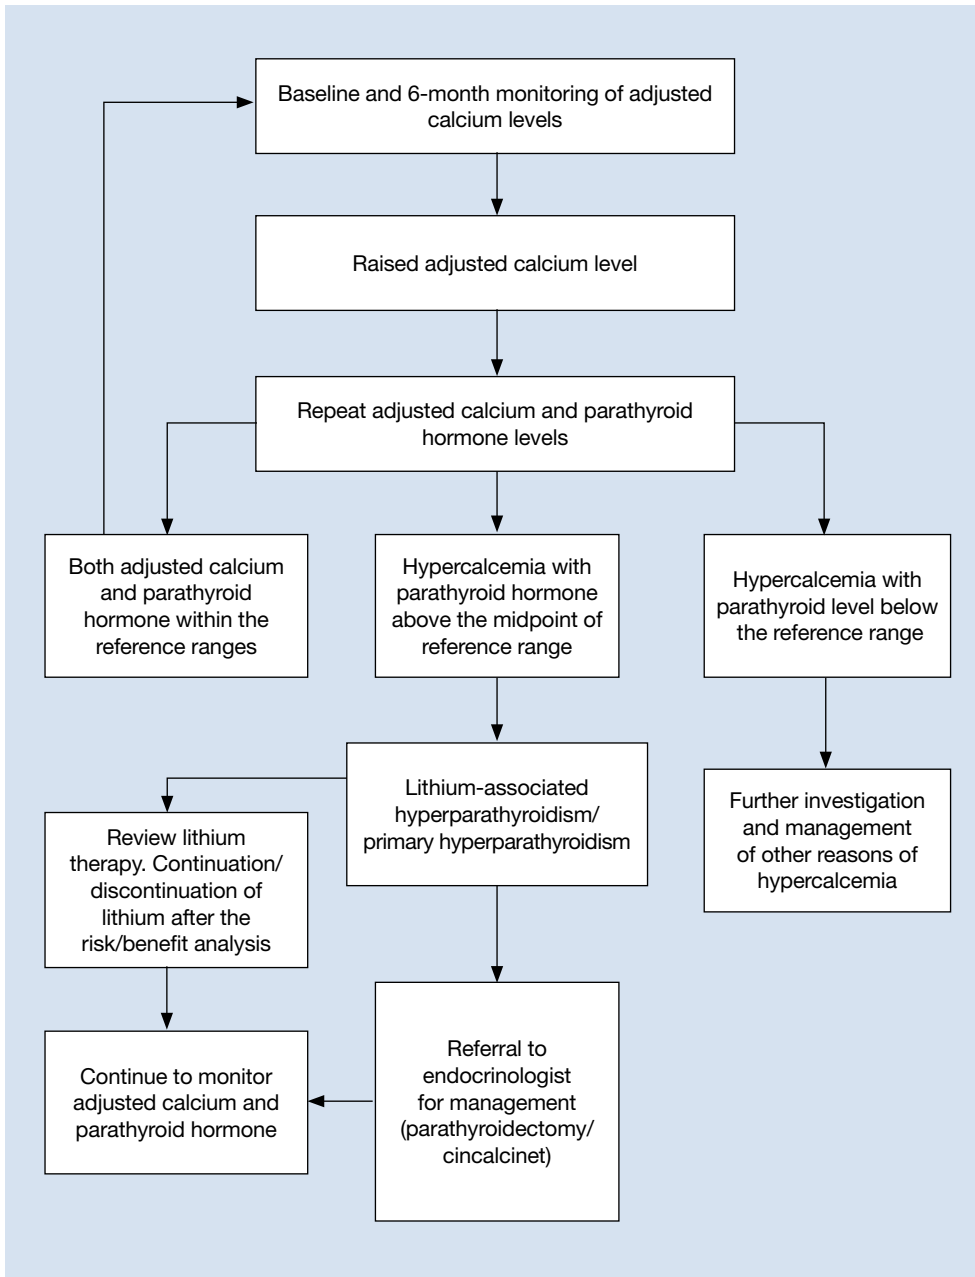 Baseline and 6-month monitoring of adjusted
calcium levels
Raised adjusted calcium level
Repeat adjusted calcium and parathyroid
hormone levels
Both adjusted calcium
and parathyroid
hormone within the
reference ranges
Hypercalcemia with
parathyroid hormone
above the midpoint of
reference range
Hypercalcemia with
parathyroid level below
the reference range
Lithium-associated
hyperparathyroidism/
primary hyperparathyroidism
Further investigation
and management
of other reasons of
hypercalcemia
Review lithium
therapy. Continuation/
discontinuation of
lithium after the
risk/benefit analysis
Continue to monitor
adjusted calcium and
parathyroid hormone
Referral to
endocrinologist
for management
(parathyroidectomy/
cincalcinet)